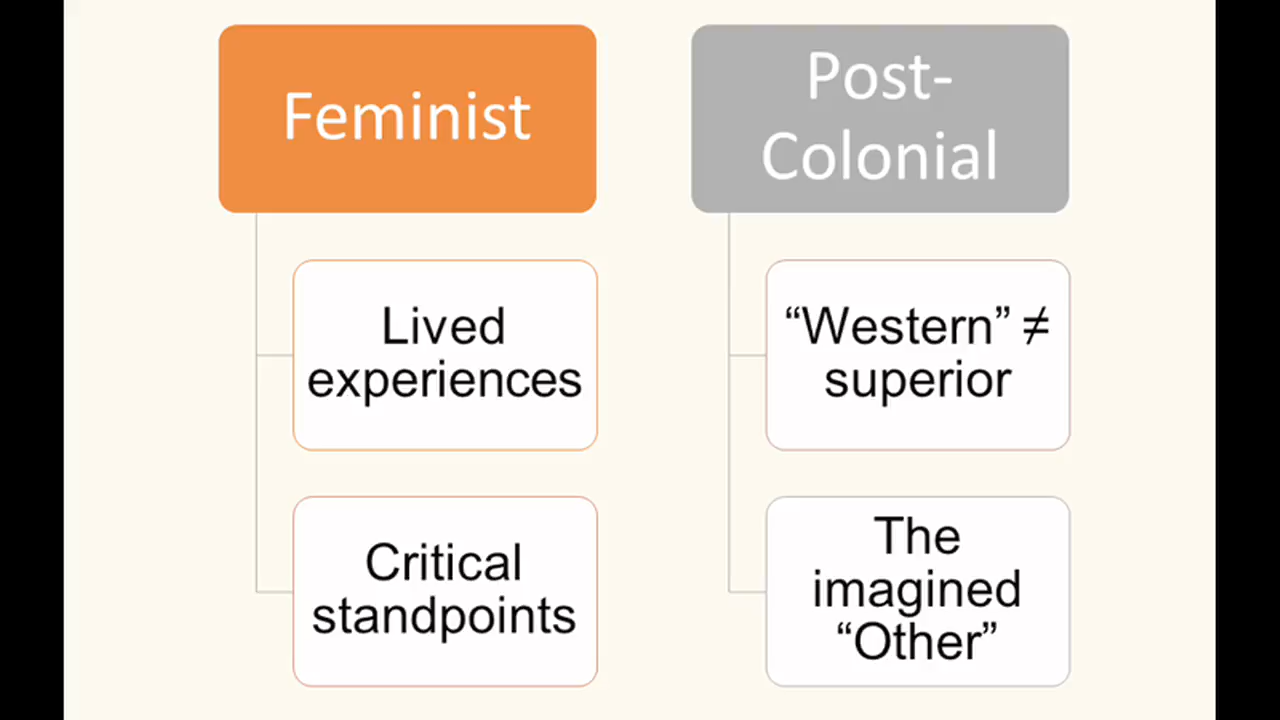 Feminist
Lived
experiences
Critical
standpoints
Post-
Colonial
“Western” ≠
superior
The
imagined
“Other”